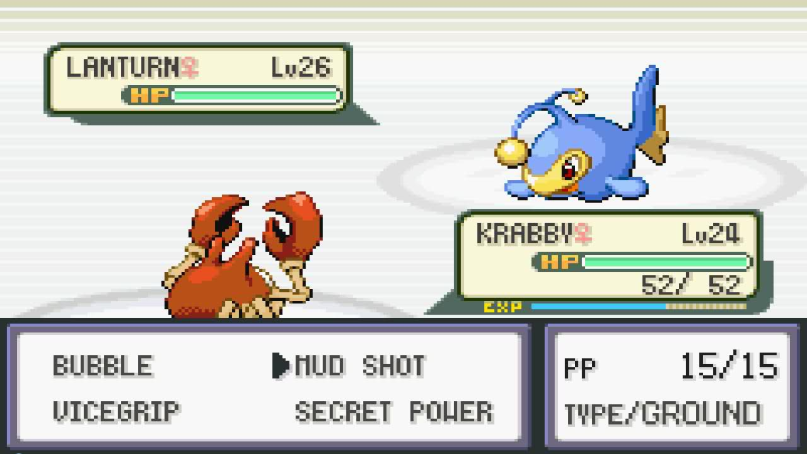 LANTURN♀ Lv26
HP
KRABBY♀ Lv24
HP
52/ 52
EXP
BUBBLE MUD SHOT
VICEGRIP SECRET POWER
PP 15/15
TYPE/GROUND